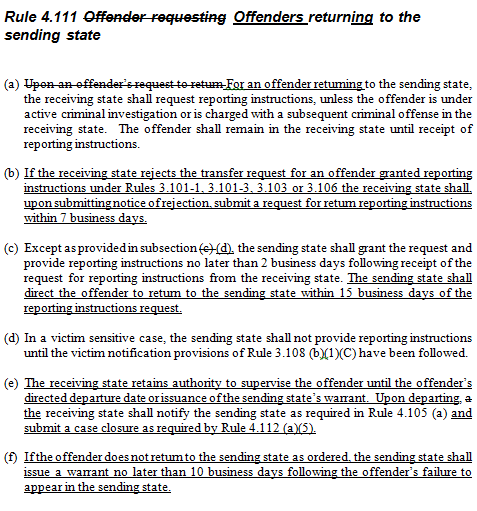 Rule 4.111 Offender requesting Offenders returning to the
sending state
(a) Upon an offender's request to return For an offender returning to the sending state,
the receiving state shall request reporting instructions, unless the offender is under
active criminal investigation or is charged with a subsequent criminal offense in the
receiving state. The offender shall remain in the receiving state until receipt of
reporting instructions.
(b) If the receiving state rejects the transfer request for an offender granted reporting
instructions under Rules 3.101-1, 3.101-3, 3.103 or 3.106 the receiving state shall,
upon submitting notice of rejection, submit a request for return reporting instructions
within 7 business days.
(c) Except as provided in subsection (c) (d), the sending state shall grant the request and
provide reporting instructions no later than 2 business days following receipt of the
request for reporting instructions from the receiving state. The sending state shall
direct the offender to return to the sending state within 15 business days of the
reporting instructions request.
(d) In a victim sensitive case, the sending state shall not provide reporting instructions
until the victim notification provisions of Rule 3.108 (b)(1)(C) have been followed.
(e) The receiving state retains authority to supervise the offender until the offender's
directed departure date or issuance of the sending state's warrant. Upon departing, a
the receiving state shall notify the sending state as required in Rule 4.105 (a) and
submit a case closure as required by Rule 4.112 (a)(5).
(f) If the offender does not return to the sending state as ordered, the sending state shall
issue a warrant no later than 10 business days following the offender's failure to
appear in the sending state.